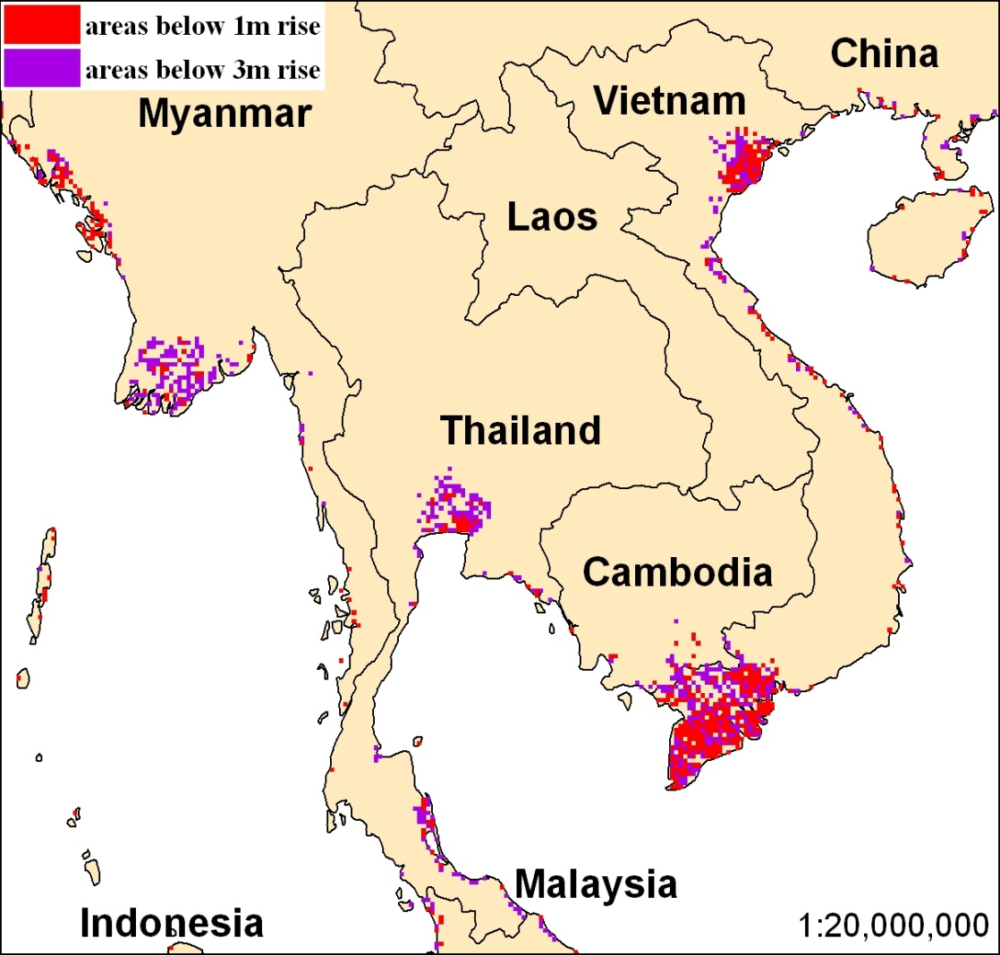 areas below 1m rise
areas below 3m rise
China
Vietnam
Myanmar
Laos
Thailand
Cambodia
Malaysia
Indonesia
1:20,000,000